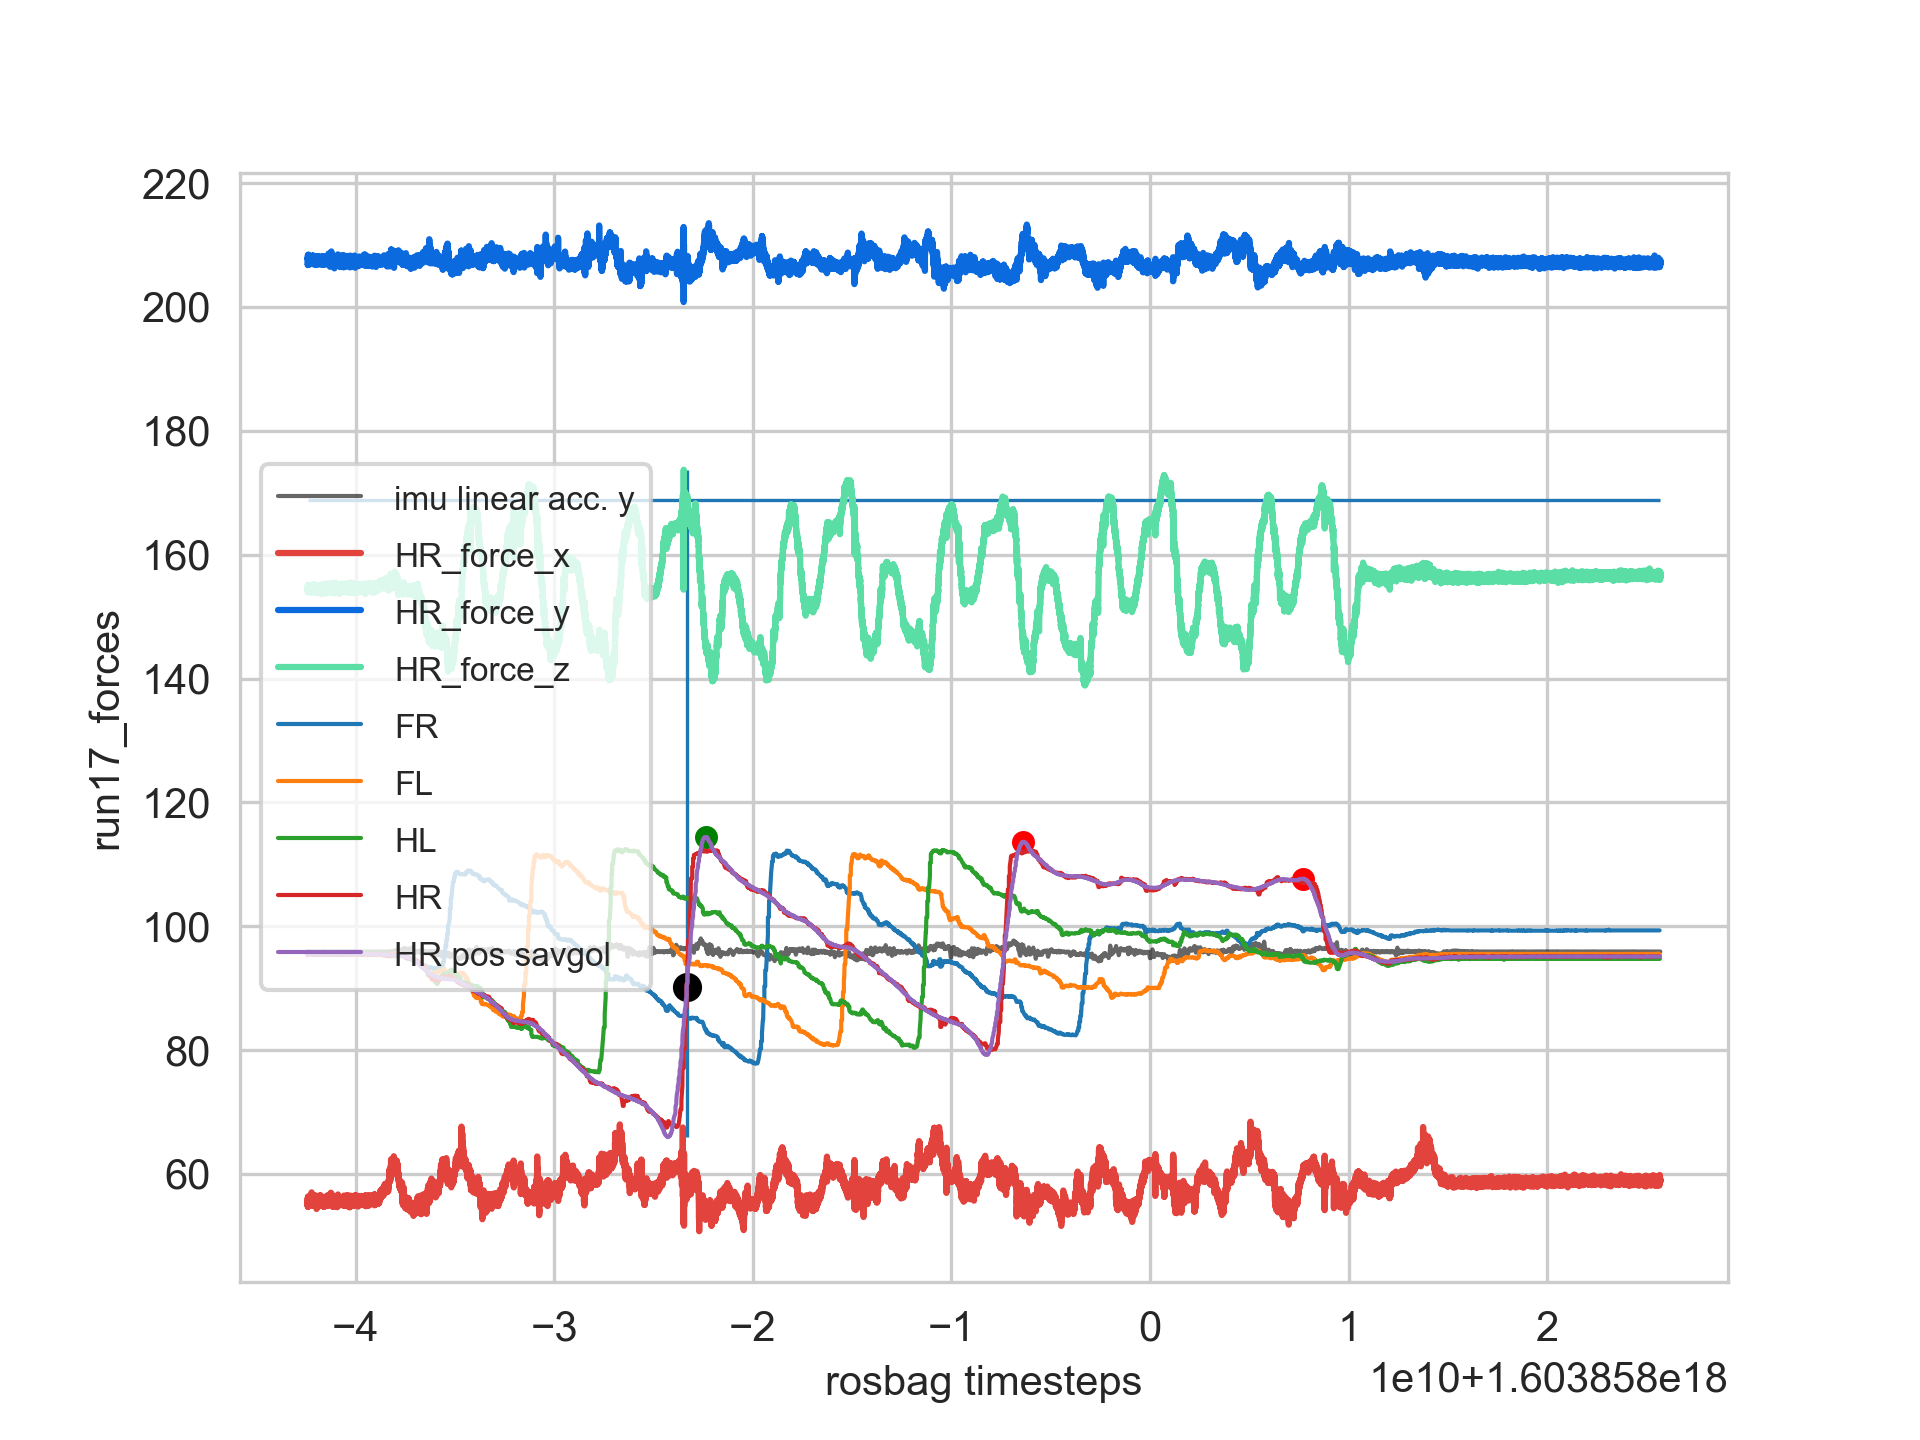 220
200
180
160
140
120
100
80
60
run17_forces
imu linear acc. y
HR_force_x
HR_force_y
HR_force_z
FR
FL
HL
HR
HR pos savgol
−4 −3 −2 −1 0 1 2
rosbag timesteps
1e10+1.603858e18